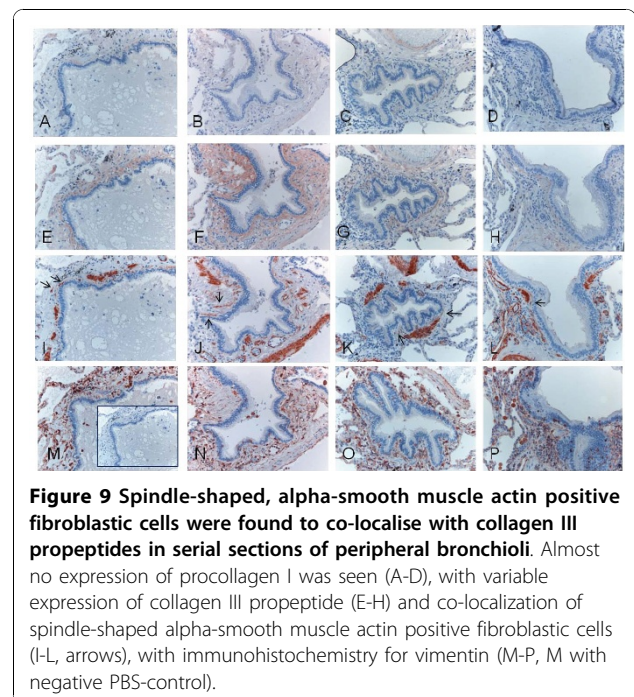 A B C D
E F G H
I J K L
M N O P
Figure 9 Spindle-shaped, alpha-smooth muscle actin positive
fibroblastic cells were found to co-localise with collagen III
propeptides in serial sections of peripheral bronchioli. Almost
no expression of procollagen I was seen (A-D), with variable
expression of collagen III propeptide (E-H) and co-localization of
spindle-shaped alpha-smooth muscle actin positive fibroblastic cells
(I-L, arrows), with immunohistochemistry for vimentin (M-P, M with
negative PBS-control).